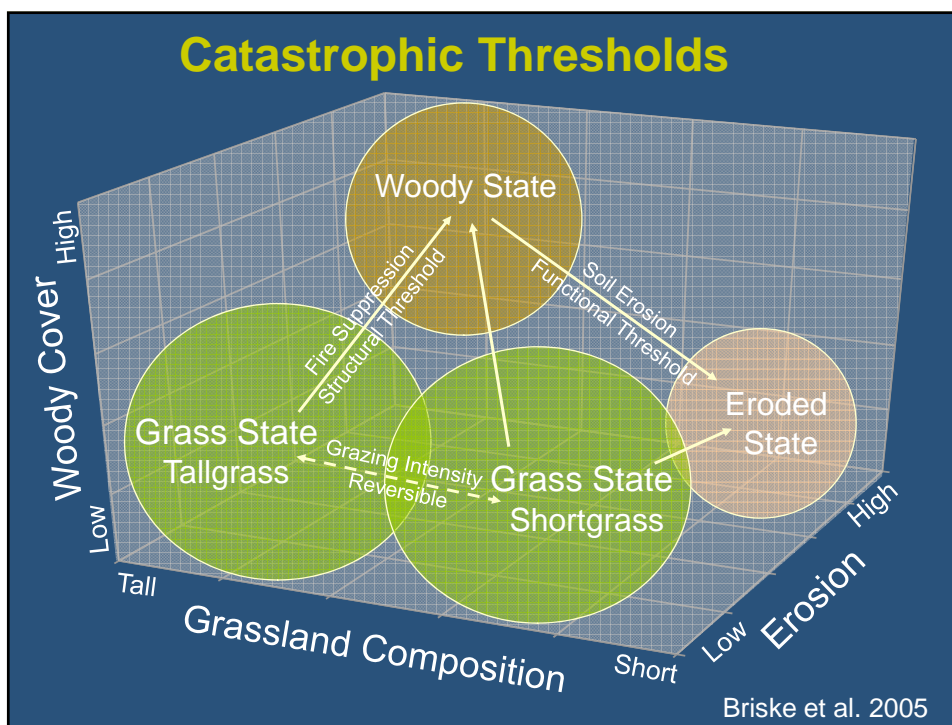 Catastrophic Thresholds
Woody State
High
Woody Cover
Low
Fire Suppression
Structural Threshold
Soil Erosion
Functional Threshold
Grass State
Tallgrass
Grazing Intensity
Reversible
Grass State
Shortgrass
Eroded
State
Tall
Grassland Composition
Short
Low
Erosion
High
Briske et al. 2005